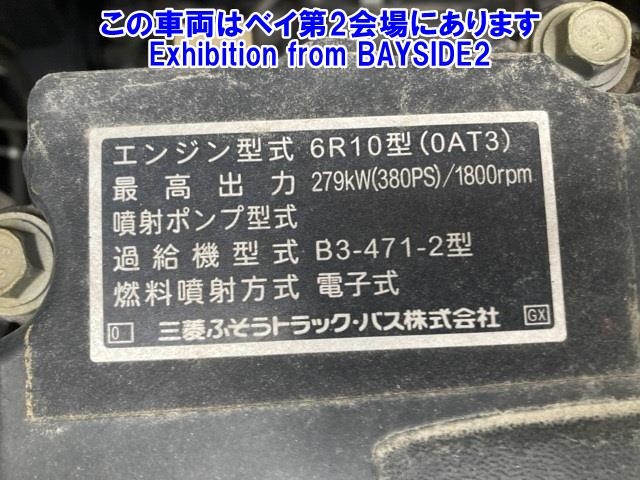 この車両はベイ第2会場にあります
Exhibition from BAYSIDE2
エンジン型式 6R10型(0AT3)
最高出力 279kW(380PS)/1800rpm
噴射ポンプ型式
過給機型式 B3-471-2型
燃料噴射方式 電子式
0 三菱ふそうトラック・バス株式会社 GX